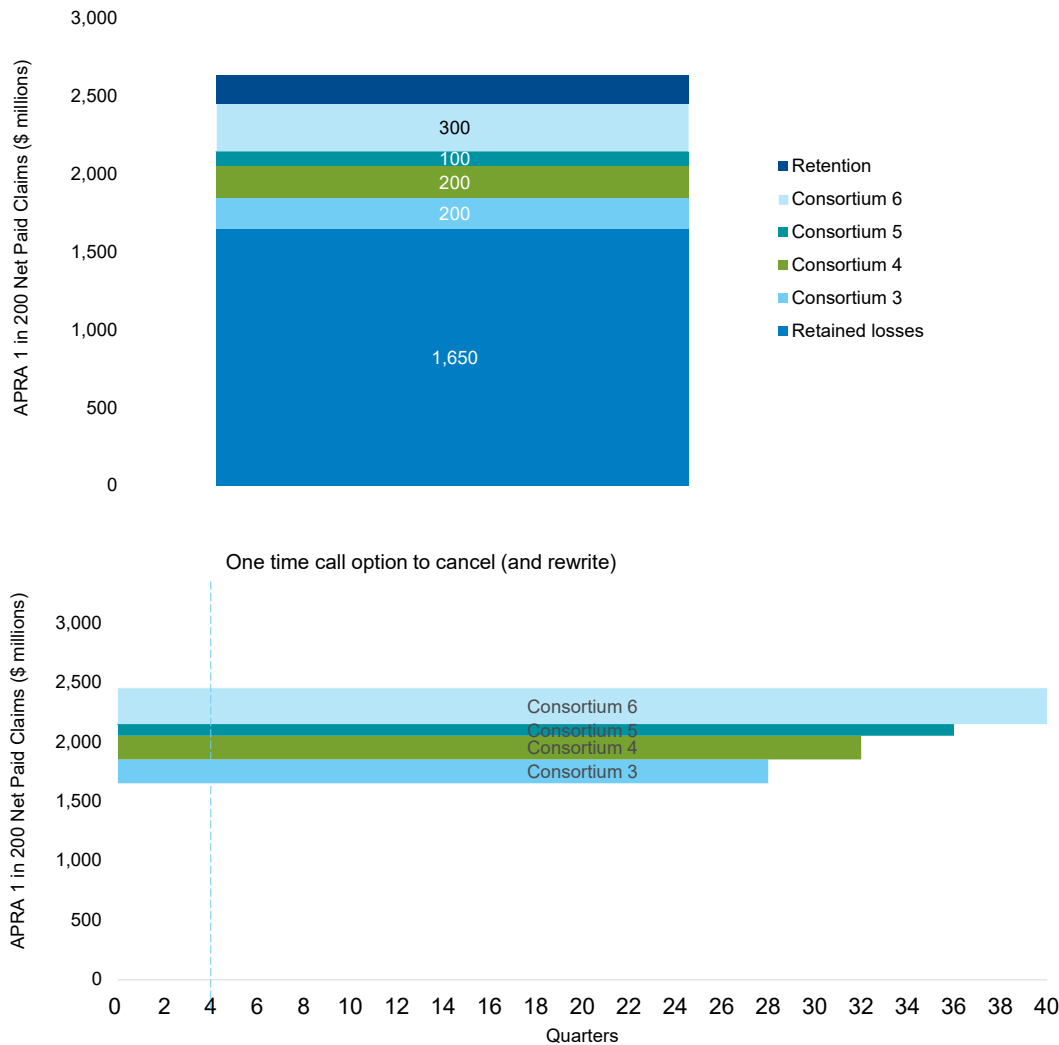 APRA 1 in 200 Net Paid Claims ($ millions)
3,000
2,500
2,000
1,500
1,000
500
0
300
100
200
200
1,650
Retention
Consortium 6
Consortium 5
Consortium 4
Consortium 3
Retained losses
One time call option to cancel (and rewrite)
APRA 1 in 200 Net Paid Claims ($ millions)
3,000
2,500
2,000
1,500
1,000
500
0
Consortium 6
Consortium 5
Consortium 4
Consortium 3
0 2 4 6 8 10 12 14 16 18 20 22 24 26 28 30 32 34 36 38 40
Quarters